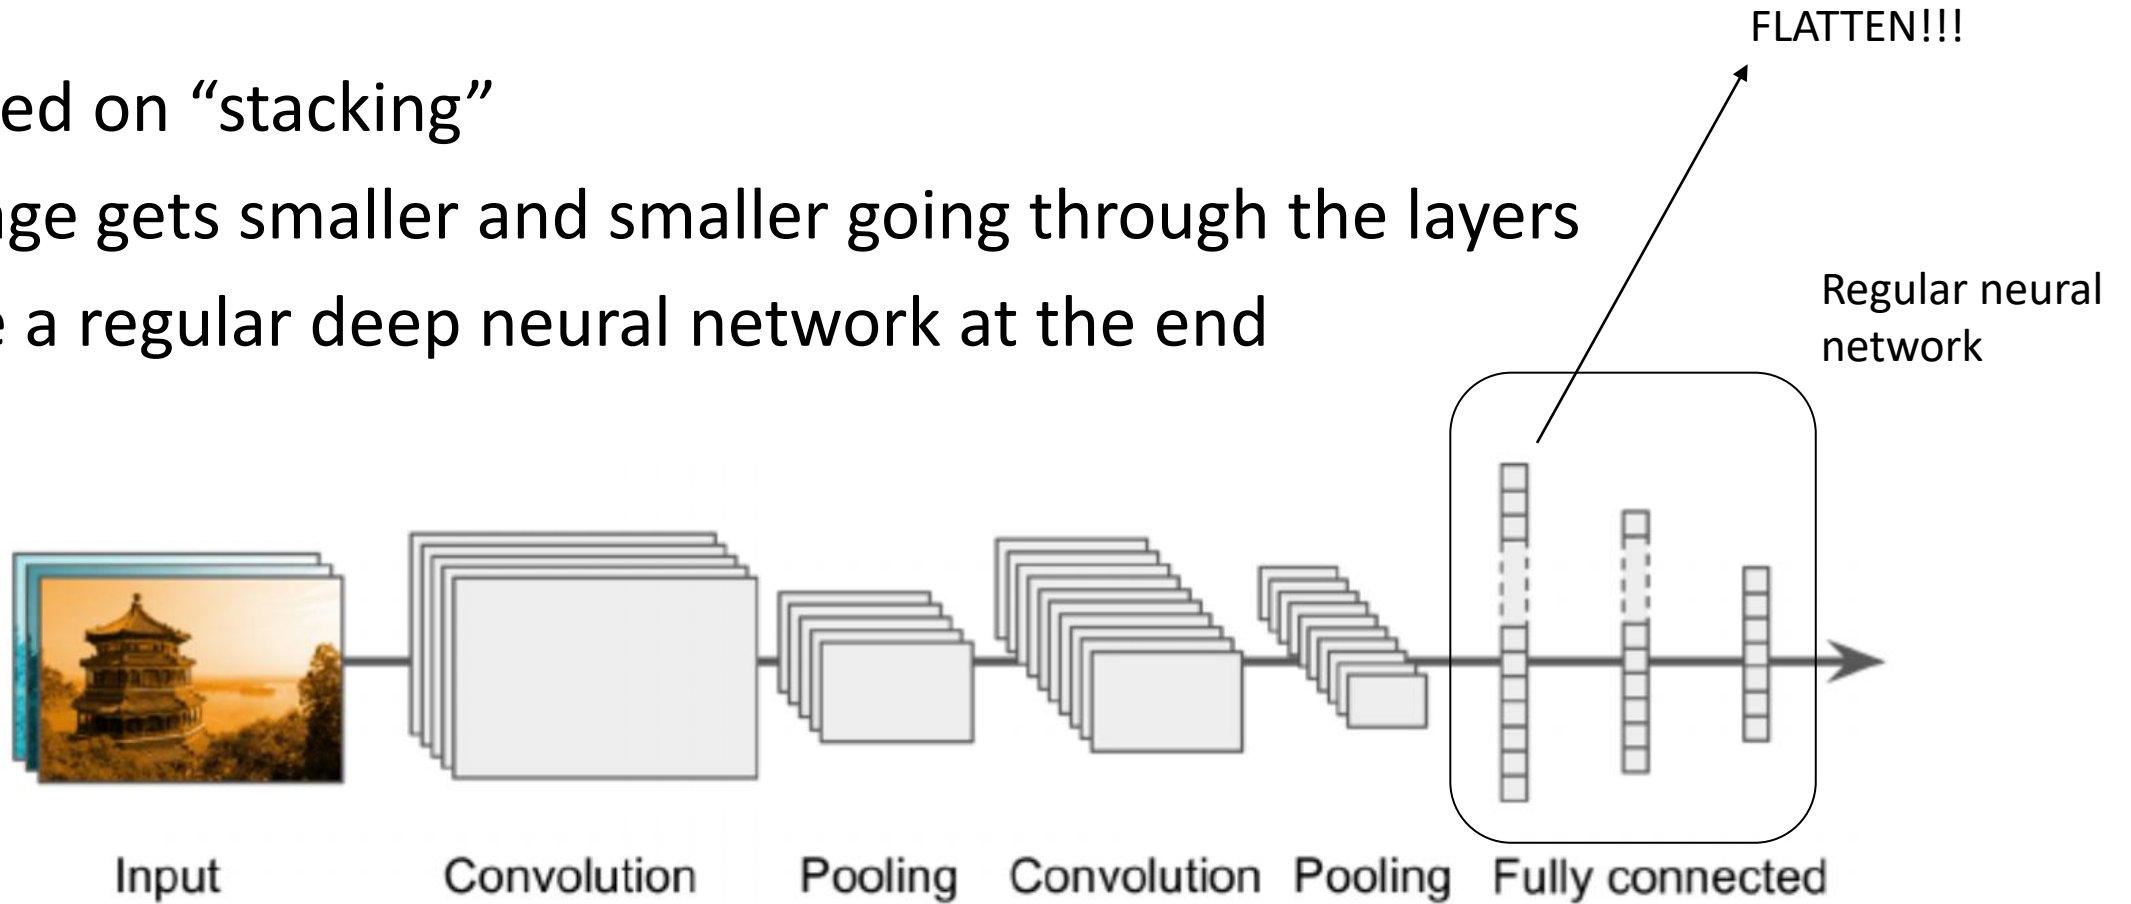 FLATTEN!!!
ed on “stacking”
ge gets smaller and smaller going through the layers
a regular deep neural network at the end
Regular neural
network
Input
Convolution
Pooling
Convolution
Pooling
Fully connected